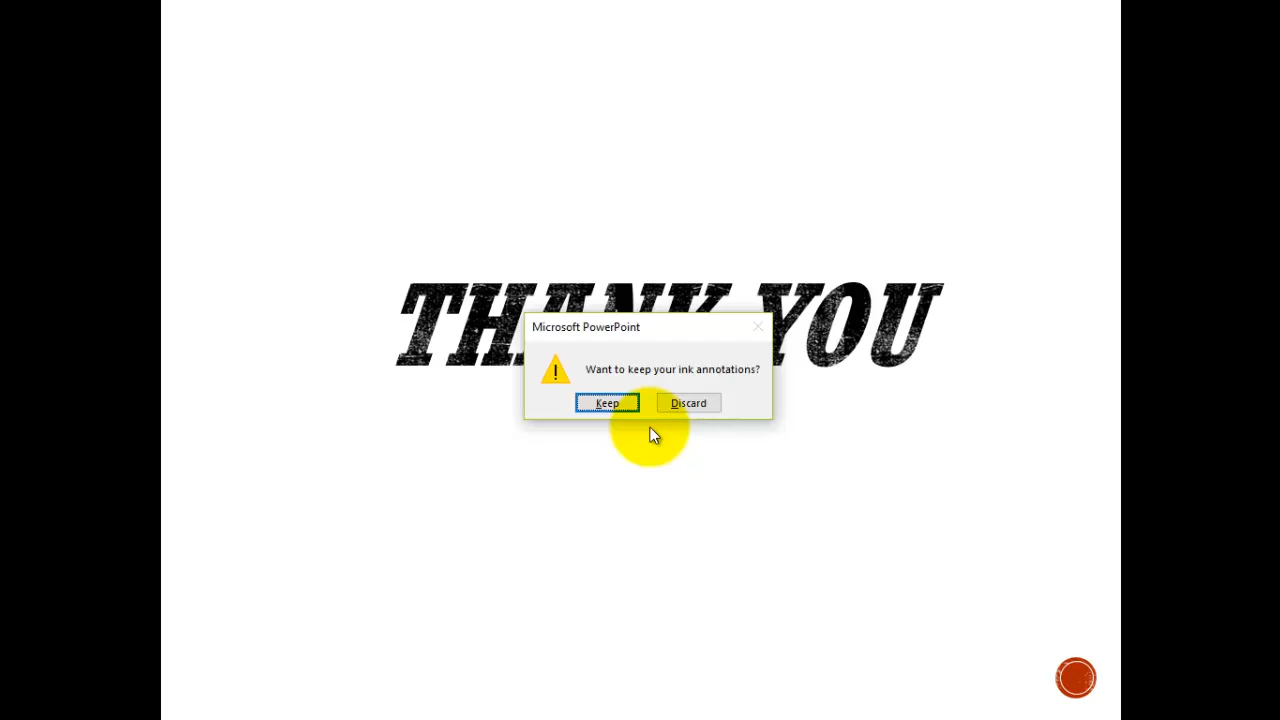 THANK YOU
Microsoft PowerPoint
Want to keep your ink annotations?
Keep
Discard